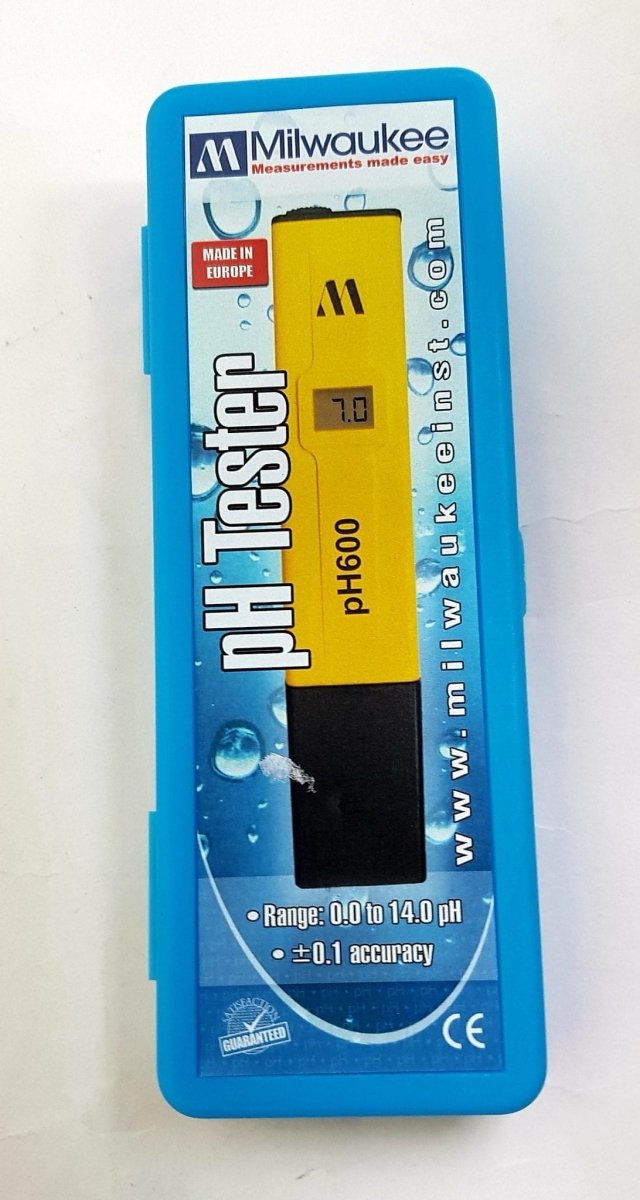 Milwaukee
Measurements made easy
MADE IN
EUROPE
M
7.0
pH Tester
pH600
www.milwaukeeinst.com
• Range: 0.0 to 14.0 pH
• ±0.1 accuracy
SATISFACTION
GUARANTEED
CE